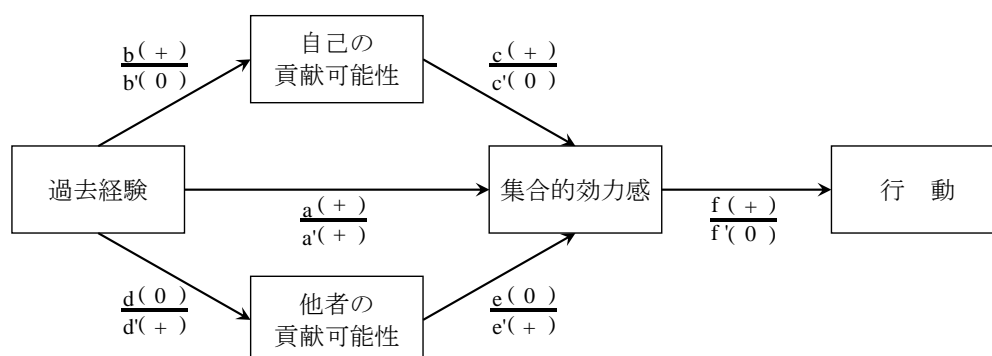 b(+)
b'(0)
自己の
貢献可能性
c(+)
c'(0)
過去経験
a(+)
a'(+)
集合的効力感
f(+)
f'(0)
行　動
d(0)
d'(+)
他者の
貢献可能性
e(0)
e'(+)